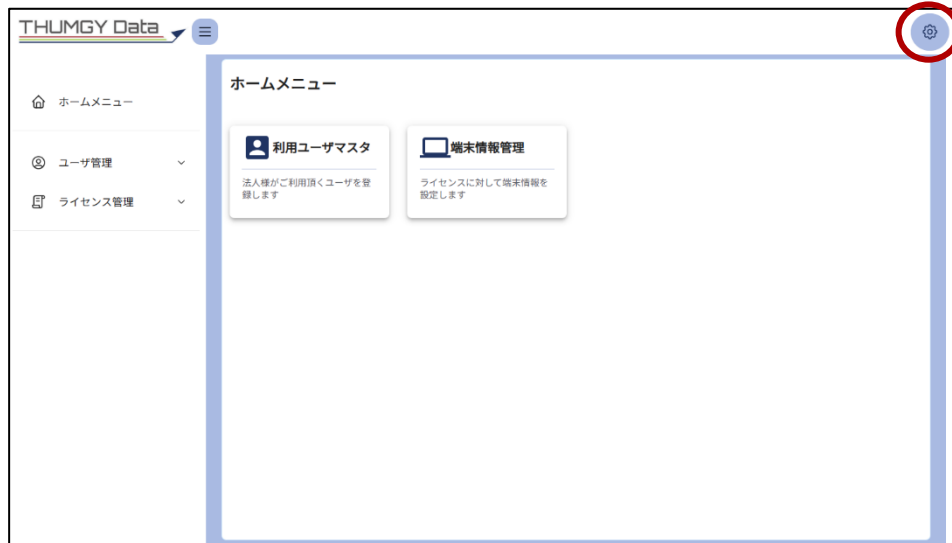 THUMGY Data
ホームメニュー
ユーザ管理
ライセンス管理
ホームメニュー
利用ユーザマスタ
法人様がご利用頂くユーザを登
録します
端末情報管理
ライセンスに対して端末情報を
設定します